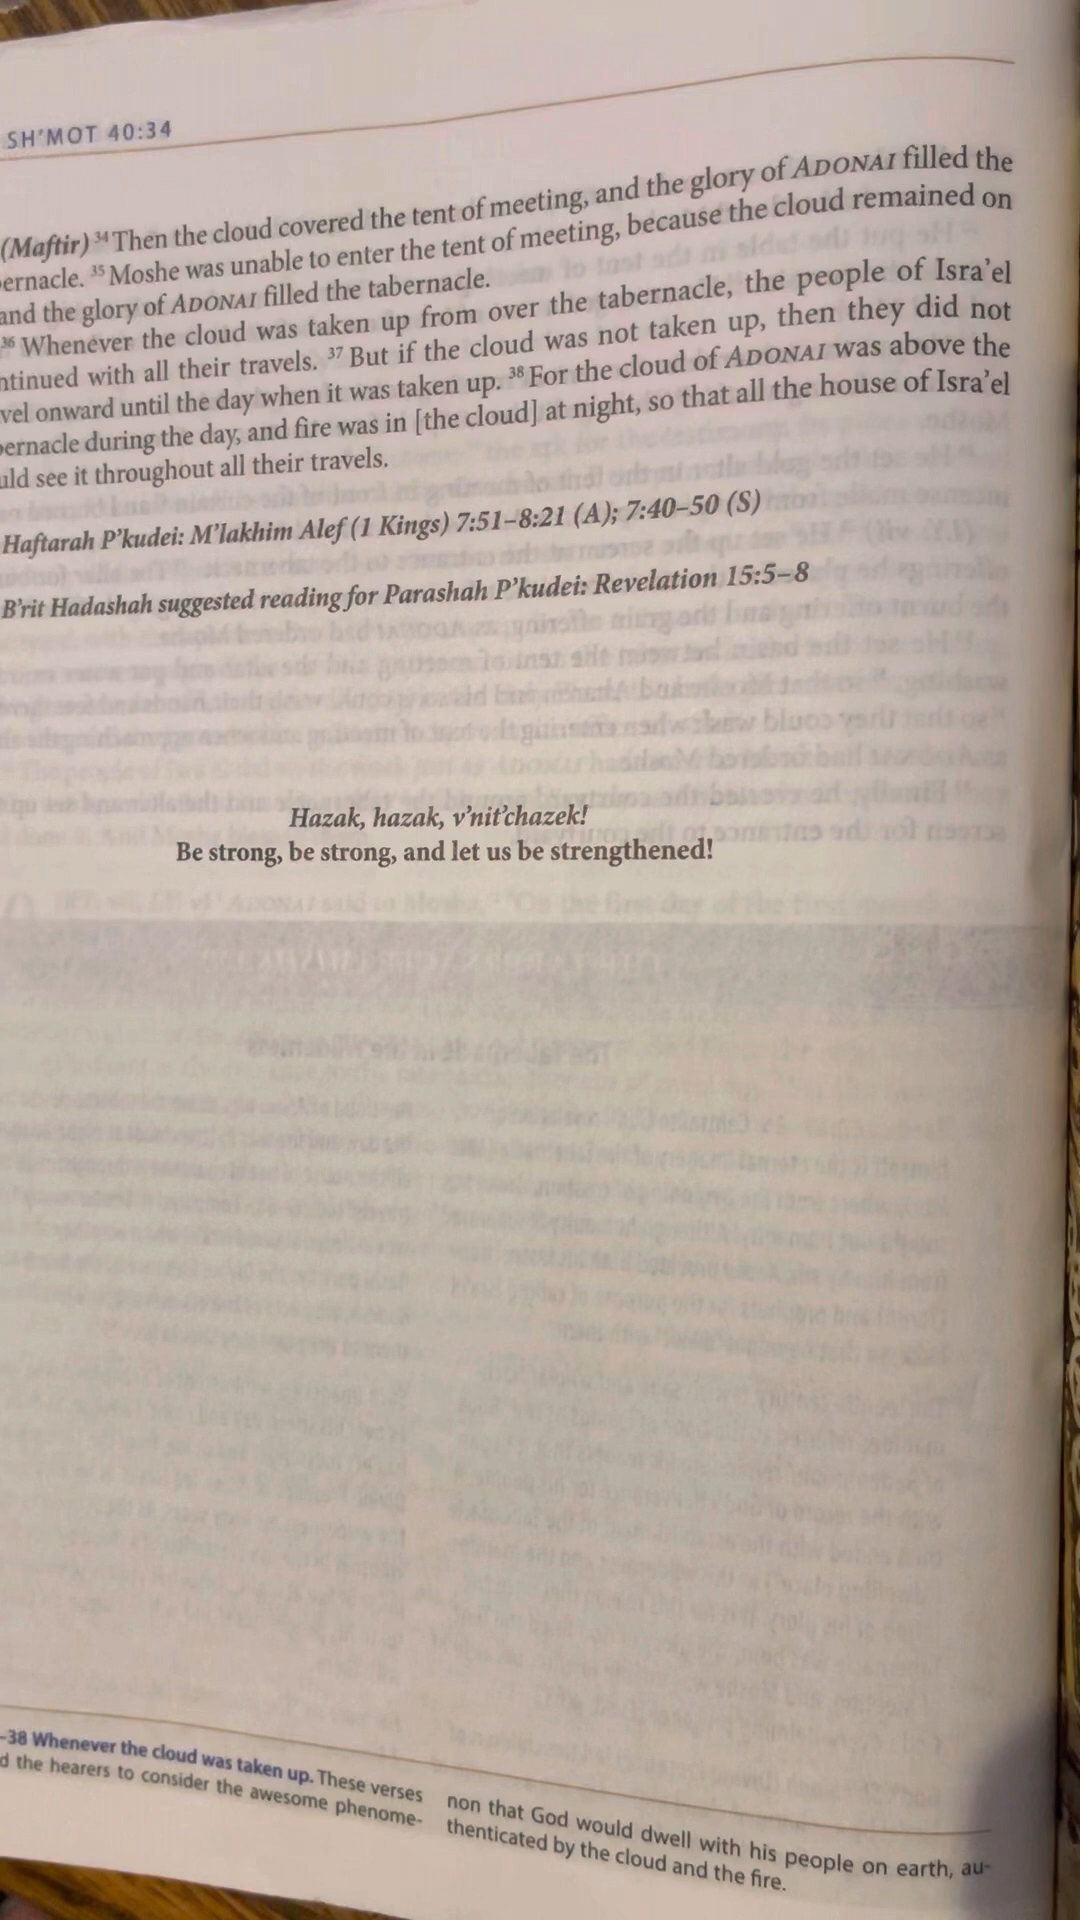 SH'MOT 40:34
(Maftir) 34 Then the cloud covered the tent of meeting, and the glory of ADONAI filled the
ernacle. 35 Moshe was unable to enter the tent of meeting, because the cloud remained on
and the glory of ADONAI filled the tabernacle.
36 Whenever the cloud was taken up from over the tabernacle, the people of Isra'el
ntinued with all their travels. 37 But if the cloud was not taken up, then they did not
vel onward until the day when it was taken up. 38 For the cloud of ADONAI was above the
ernacle during the day, and fire was in [the cloud] at night, so that all the house of Isra'el
uld see it throughout all their travels.
Haftarah P'kudei: M'lakhim Alef (1 Kings) 7:51–8:21 (A); 7:40–50 (S)
B'rit Hadashah suggested reading for Parashah P'kudei: Revelation 15:5–8
Hazak, hazak, v'nit'chazek!
Be strong, be strong, and let us be strengthened!
–38 Whenever the cloud was taken up. These verses
d the hearers to consider the awesome phenome-
non that God would dwell with his people on earth, au-
thenticated by the cloud and the fire.